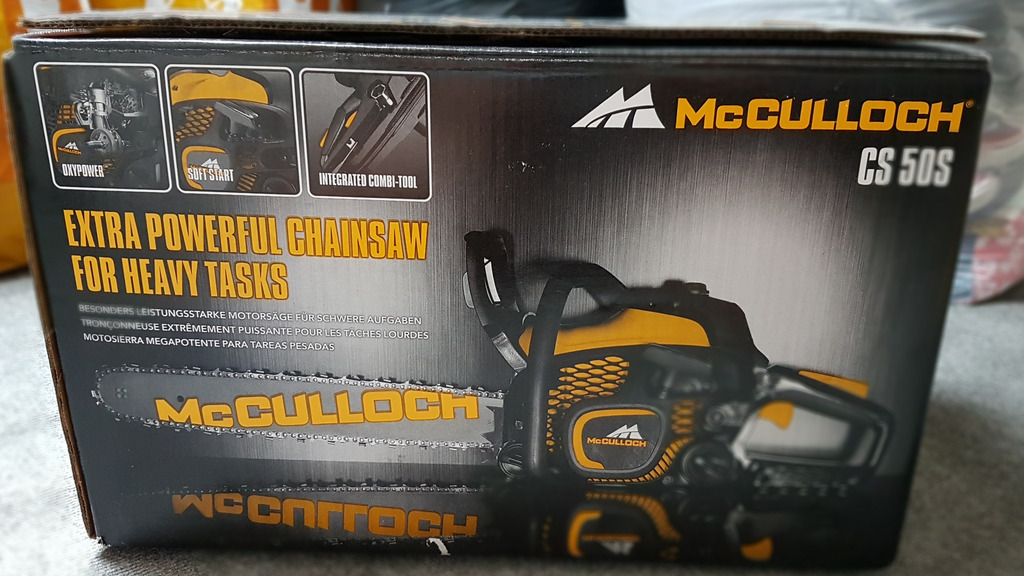 OXYPOWER
SOFT START
INTEGRATED COMBI-TOOL
McCULLOCH®
CS 50S
EXTRA POWERFUL CHAINSAW
FOR HEAVY TASKS
BESONDERS LEISTUNGSSTARKE MOTORSÄGE FÜR SCHWERE AUFGABEN
TRONÇONNEUSE EXTRÊMEMENT PUISSANTE POUR LES TACHES LOURDES
MOTOSIERRA MEGAPOTENTE PARA TAREAS PESADAS
McCULLOCH
McCULLOCH
McCULLOCH